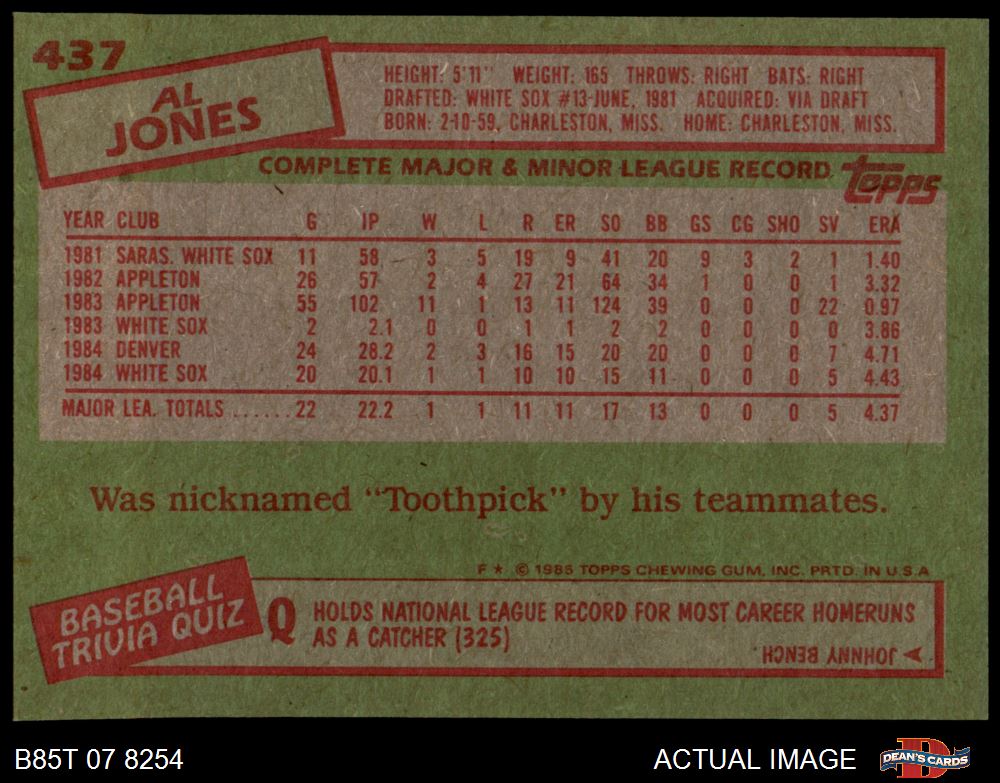 437
AL
JONES
HEIGHT: 5'11" WEIGHT: 165 THROWS: RIGHT BATS: RIGHT
DRAFTED: WHITE SOX #13-JUNE, 1981 ACQUIRED: VIA DRAFT
BORN: 2-10-59, CHARLESTON, MISS. HOME: CHARLESTON, MISS.
COMPLETE MAJOR & MINOR LEAGUE RECORD
topps
YEAR CLUB G IP W L R ER SO BB GS CG SHO SV ERA
1981 SARAS. WHITE SOX 11 58 3 5 19 9 41 20 9 3 2 1 1.40
1982 APPLETON 26 57 2 4 27 21 64 34 1 0 0 1 3.32
1983 APPLETON 55 102 11 1 13 11 124 39 0 0 0 22 0.97
1983 WHITE SOX 2 2.1 0 0 1 1 2 2 0 0 0 0 3.86
1984 DENVER 24 28.2 2 3 16 15 20 20 0 0 0 7 4.71
1984 WHITE SOX 20 20.1 1 1 10 10 15 11 0 0 0 5 4.43
MAJOR LEA. TOTALS ......22 22.2 1 1 11 11 17 13 0 0 0 5 4.37
Was nicknamed "Toothpick" by his teammates.
F ★ © 1985 TOPPS CHEWING GUM, INC. PRTD. IN U.S.A
BASEBALL
TRIVIA QUIZ
Q HOLDS NATIONAL LEAGUE RECORD FOR MOST CAREER HOMERUNS
AS A CATCHER (325)
JOHNNY BENCH
B85T 07 8254
ACTUAL IMAGE
DEAN'S CARDS